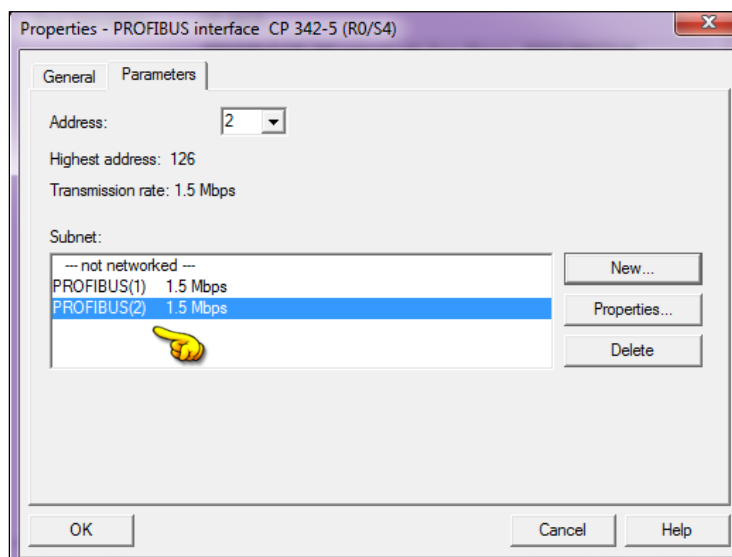 Properties - PROFIBUS interface CP 342-5 (R0/S4)
X
General Parameters
Address: 2
Highest address: 126
Transmission rate: 1.5 Mbps
Subnet:
--- not networked ---
PROFIBUS(1) 1.5 Mbps
PROFIBUS(2) 1.5 Mbps
New...
Properties...
Delete
OK Cancel Help